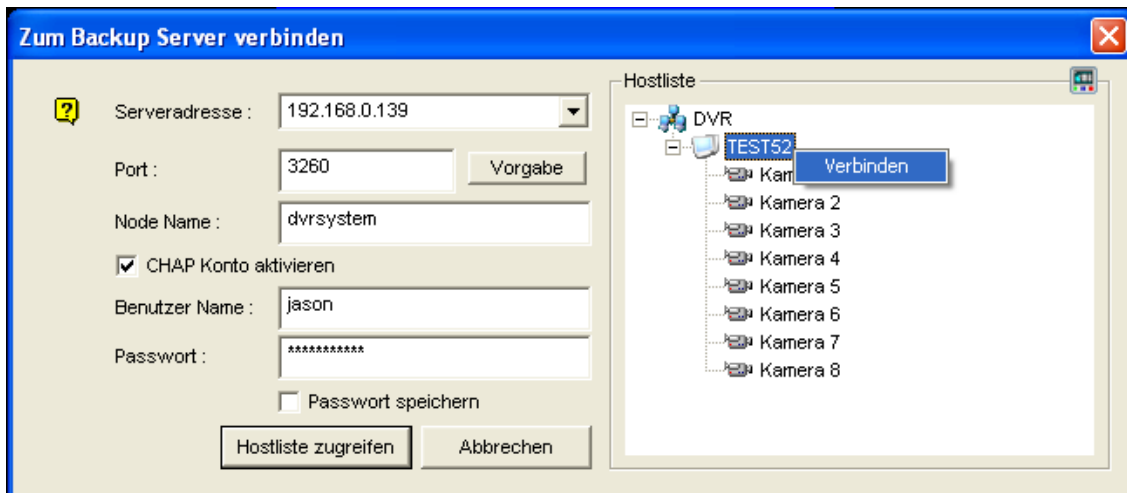 Zum Backup Server verbinden
Serveradresse :
192.168.0.139
Port :
3260
Vorgabe
Node Name :
dvrsystem
CHAP Konto aktivieren
Benutzer Name :
jason
Passwort :
***********
Passwort speichern
Hostliste zugreifen
Abbrechen
Hostliste
DVR
TEST52
Verbinden
Kamera 2
Kamera 3
Kamera 4
Kamera 5
Kamera 6
Kamera 7
Kamera 8